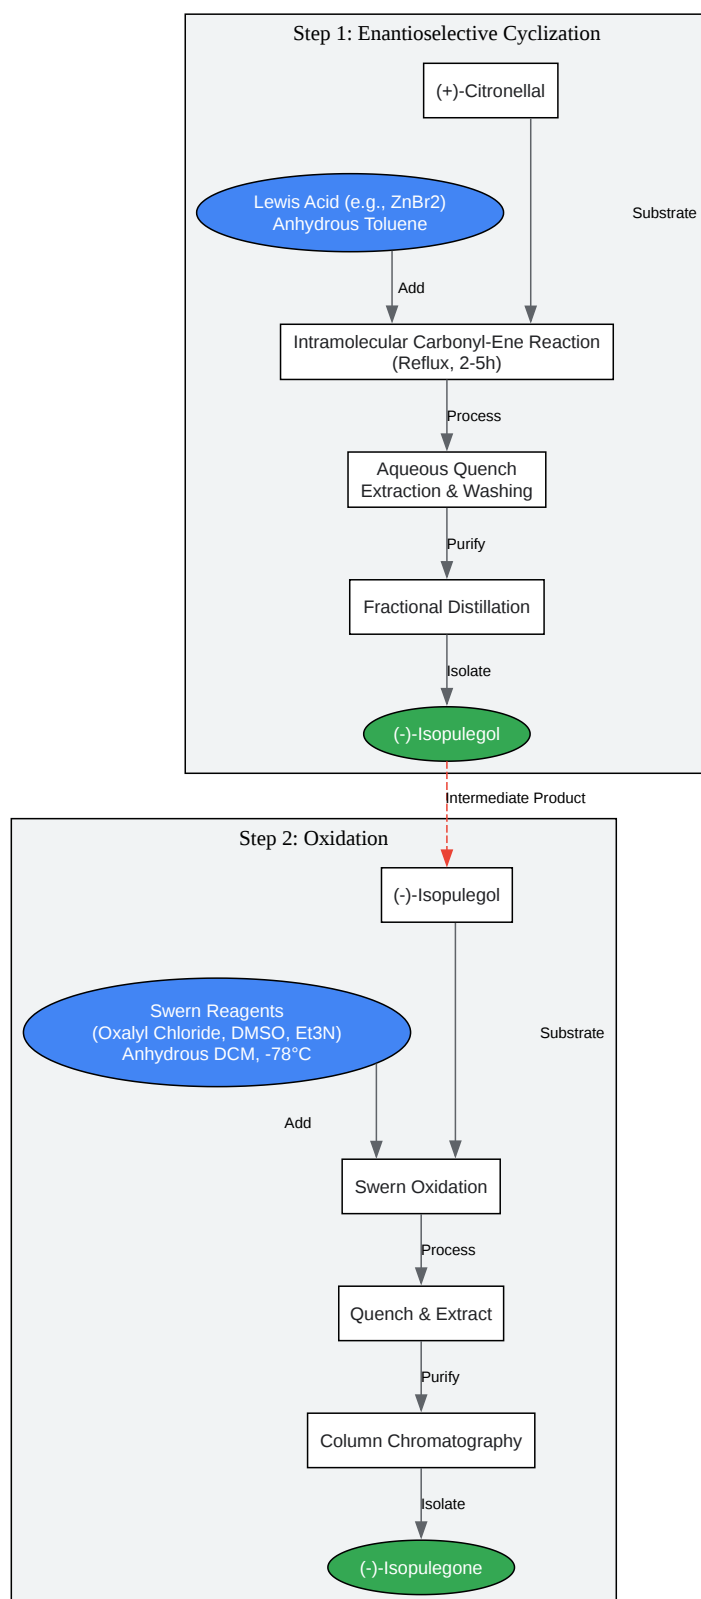 Step 1: Enantioselective Cyclization
(+)-Citronellal
Lewis Acid (e.g., ZnBr2)
Anhydrous Toluene
Substrate
Add
Intramolecular Carbonyl-Ene Reaction
(Reflux, 2-5h)
Process
Aqueous Quench
Extraction & Washing
Purify
Fractional Distillation
Isolate
(-)-Isopulegol
Intermediate Product
Step 2: Oxidation
(-)-Isopulegol
Swern Reagents
(Oxalyl Chloride, DMSO, Et3N)
Anhydrous DCM, -78°C
Substrate
Add
Swern Oxidation
Process
Quench & Extract
Purify
Column Chromatography
Isolate
(-)-Isopulegone